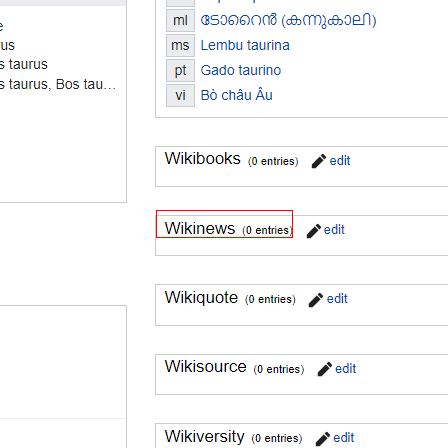 rus
s taurus
s taurus, Bos tau...
ml ടോറൈൻ (കന്നുകാലി)
ms Lembu taurina
pt Gado taurino
vi Bò châu Âu
Wikibooks (0 entries) edit
Wikinews (0 entries) edit
Wikiquote (0 entries) edit
Wikisource (0 entries) edit
Wikiversity (0 entries) edit